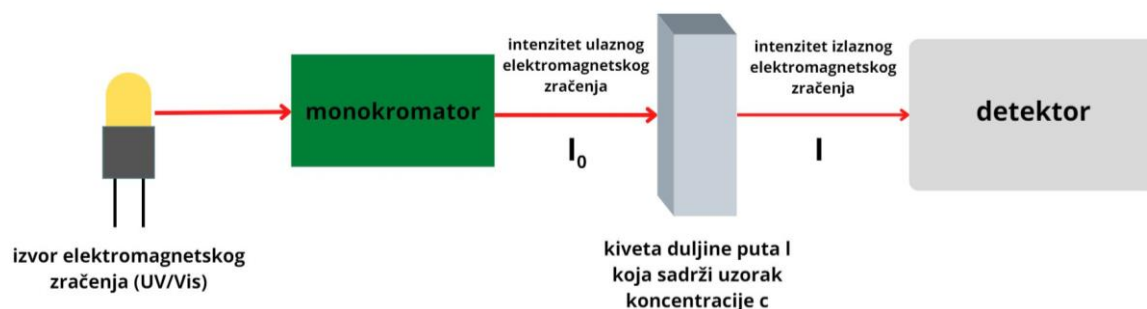 intenzitet ulaznog
elektromagnetskog
zračenja
intenzitet izlaznog
elektromagnetskog
zračenja
monokromator
detektor
I₀
I
izvor elektromagnetskog
zračenja (UV/Vis)
kiveta duljine puta l
koja sadrži uzorak
koncentracije c